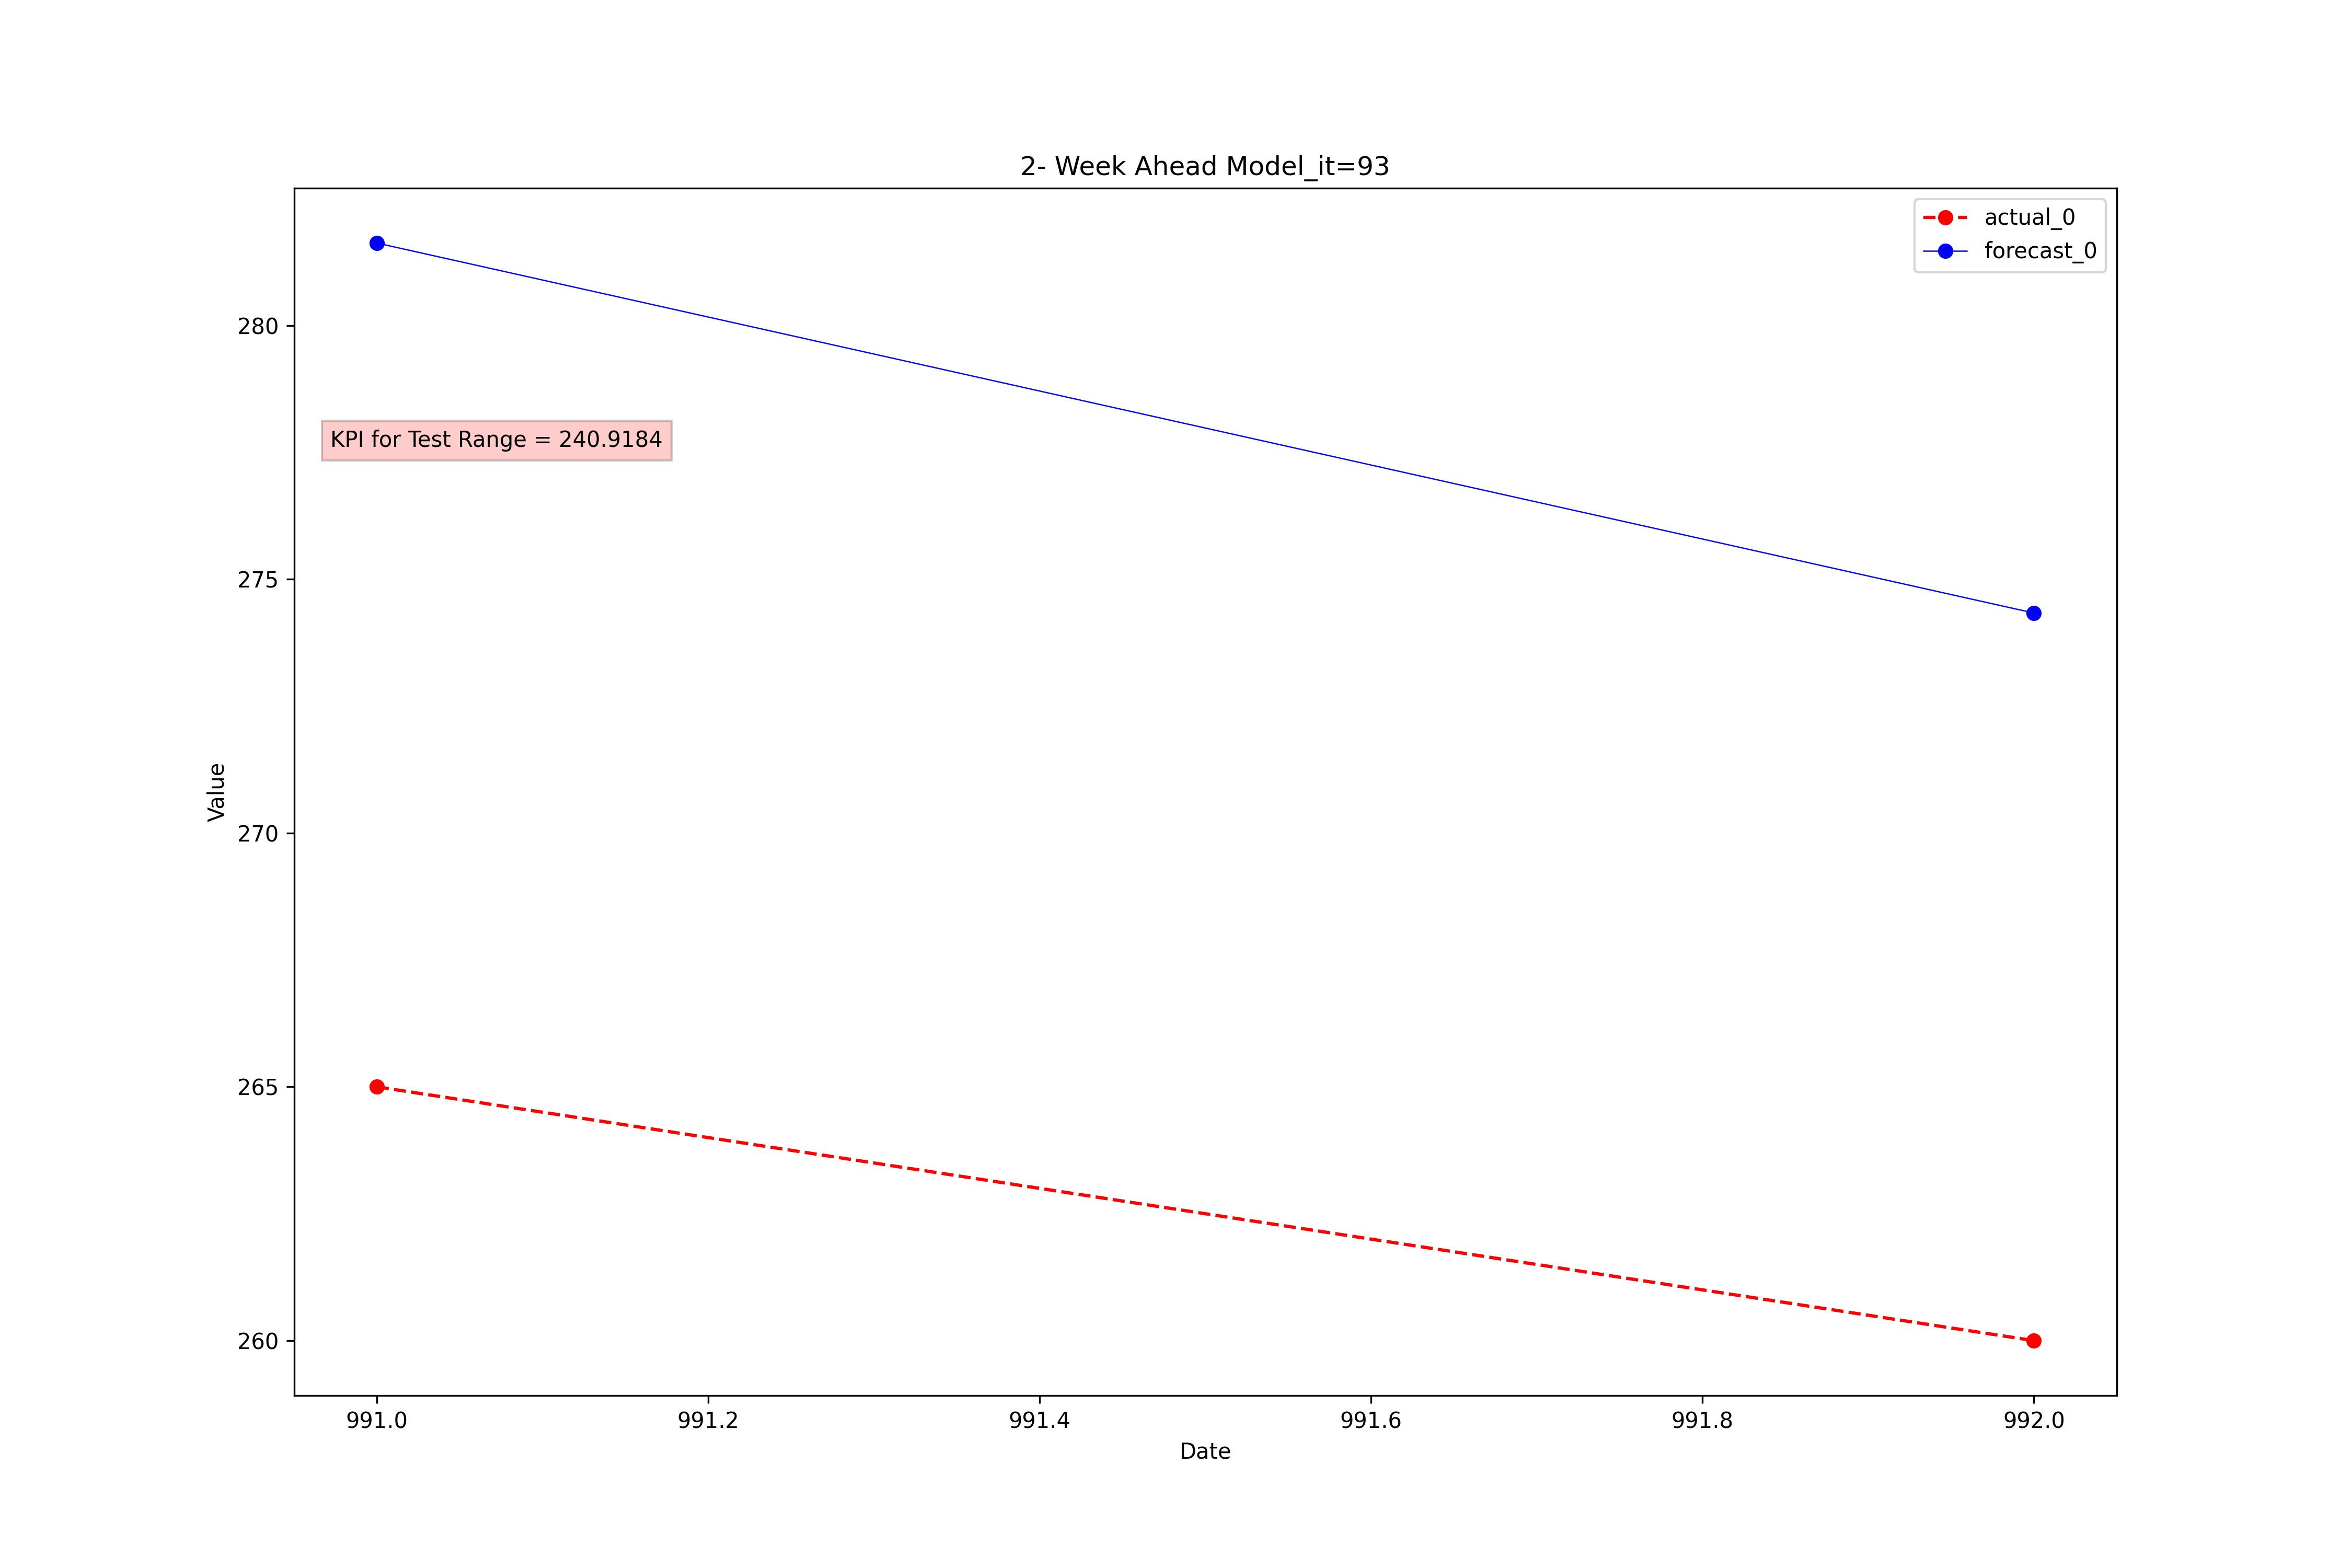 2- Week Ahead Model_it=93
actual_0
forecast_0
KPI for Test Range = 240.9184
Value
280
275
270
265
260
991.0
991.2
991.4
991.6
991.8
992.0
Date